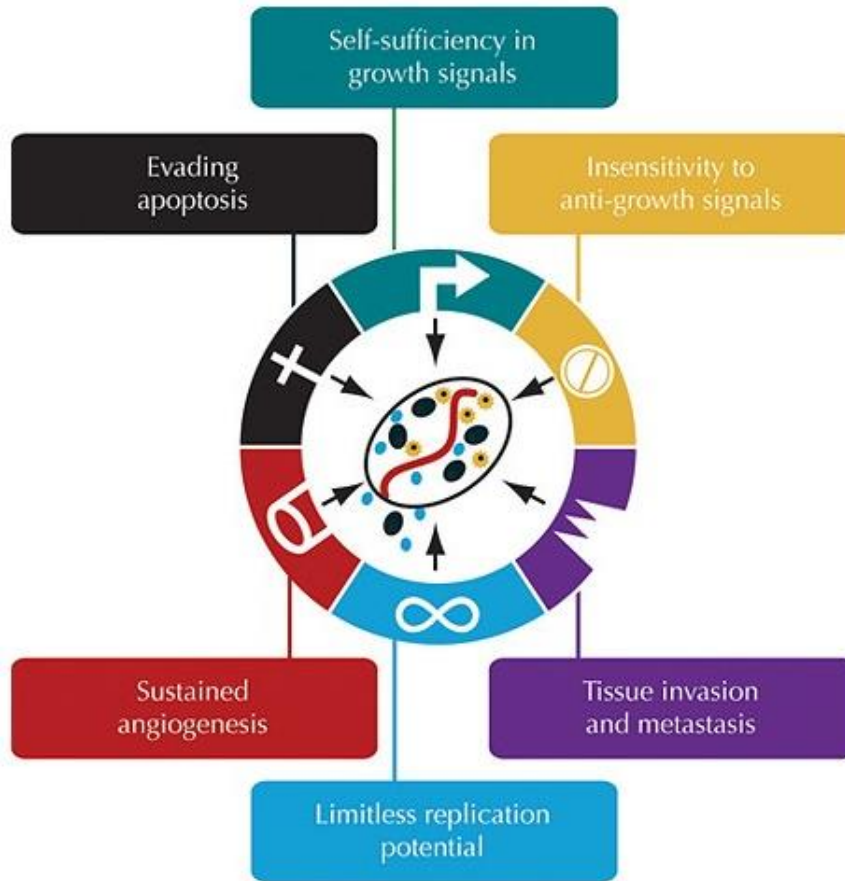 Self-sufficiency in
growth signals
Evading
apoptosis
Insensitivity to
anti-growth signals
Sustained
angiogenesis
Tissue invasion
and metastasis
Limitless replication
potential